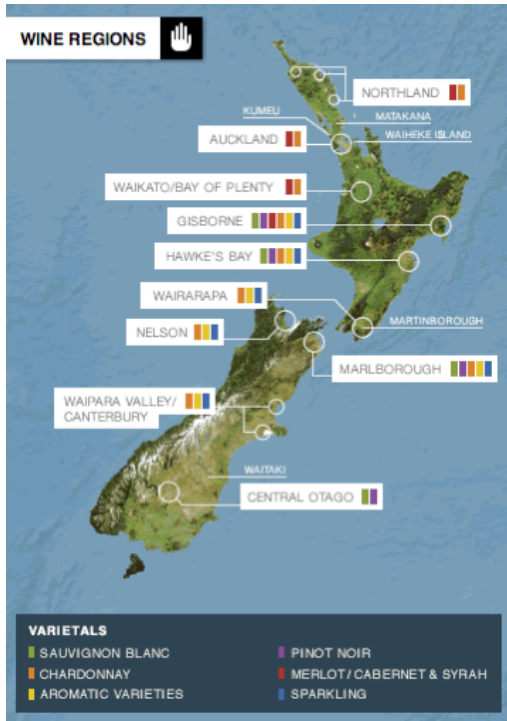 WINE REGIONS
NORTHLAND
KUMEU
MATAKANA
AUCKLAND
WAIHEKE ISLAND
WAIKATO/BAY OF PLENTY
GISBORNE
HAWKE'S BAY
WAIRARAPA
MARTINBOROUGH
NELSON
MARLBOROUGH
WAIPARA VALLEY/
CANTERBURY
WAITAKI
CENTRAL OTAGO
VARIETALS
SAUVIGNON BLANC
CHARDONNAY
AROMATIC VARIETIES
PINOT NOIR
MERLOT/CABERNET & SYRAH
SPARKLING